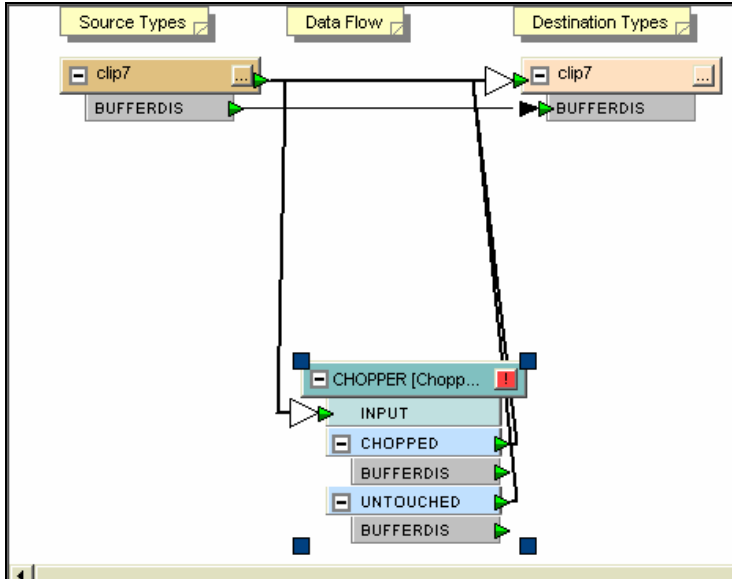 Source Types
Data Flow
Destination Types
clip7
...
clip7
...
BUFFERDIS
BUFFERDIS
CHOPPER [Chopp...
!
INPUT
CHOPPED
BUFFERDIS
UNTOUCHED
BUFFERDIS